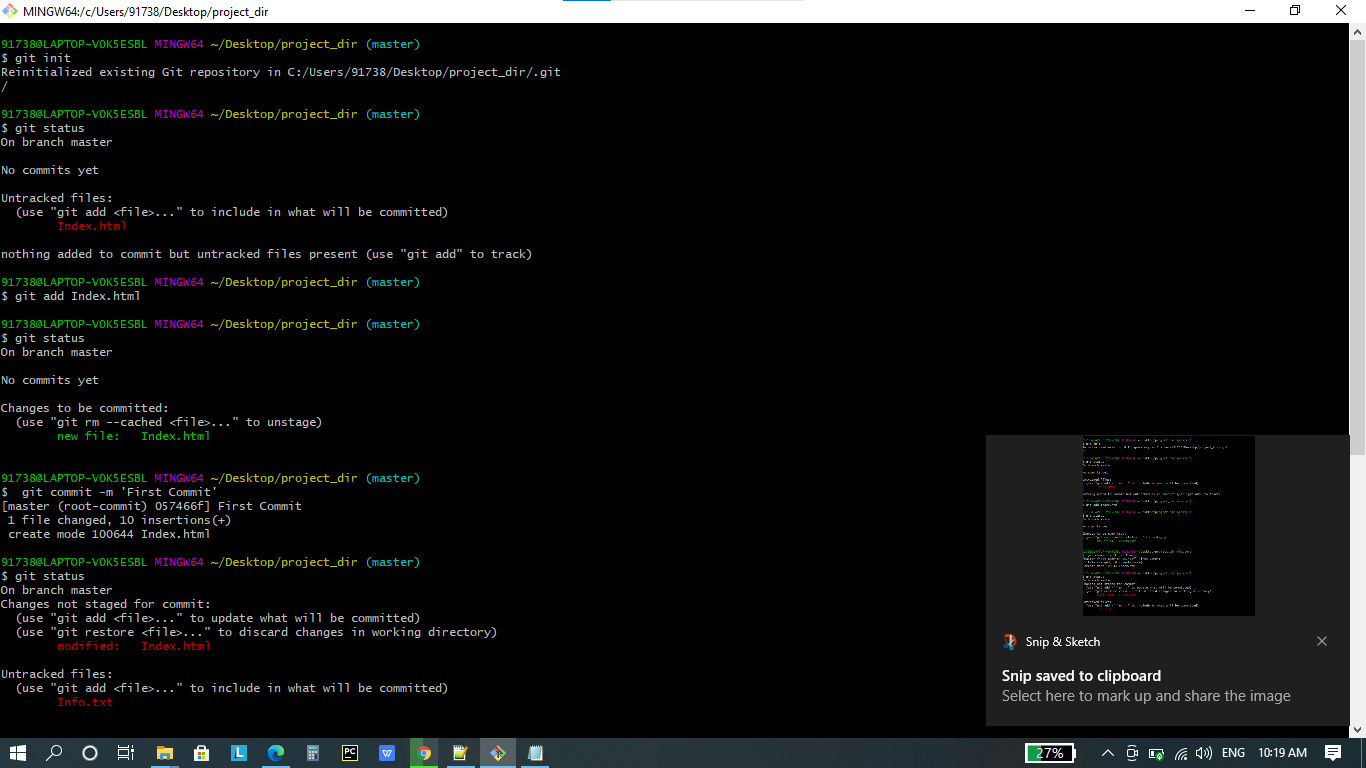 MINGW64:/c/Users/91738/Desktop/project_dir
91738@LAPTOP-VOK5ESBL MINGW64 ~/Desktop/project_dir (master)
$ git init
Reinitialized existing Git repository in C:/Users/91738/Desktop/project_dir/.git
/
91738@LAPTOP-VOK5ESBL MINGW64 ~/Desktop/project_dir (master)
$ git status
On branch master
No commits yet
Untracked files:
(use "git add <file>..." to include in what will be committed)
Index.html
nothing added to commit but untracked files present (use "git add" to track)
91738@LAPTOP-VOK5ESBL MINGW64 ~/Desktop/project_dir (master)
$ git add Index.html
91738@LAPTOP-VOK5ESBL MINGW64 ~/Desktop/project_dir (master)
$ git status
On branch master
No commits yet
Changes to be committed:
(use "git rm --cached <file>..." to unstage)
new file:   Index.html
91738@LAPTOP-VOK5ESBL MINGW64 ~/Desktop/project_dir (master)
$  git commit -m 'First Commit'
[master (root-commit) 057466f] First Commit
1 file changed, 10 insertions(+)
create mode 100644 Index.html
91738@LAPTOP-VOK5ESBL MINGW64 ~/Desktop/project_dir (master)
$ git status
On branch master
Changes not staged for commit:
(use "git add <file>..." to update what will be committed)
(use "git restore <file>..." to discard changes in working directory)
modified:   Index.html
Untracked files:
(use "git add <file>..." to include in what will be committed)
Info.txt
Snip & Sketch
Snip saved to clipboard
Select here to mark up and share the image
L
PC
W
27%
ENG
10:19 AM